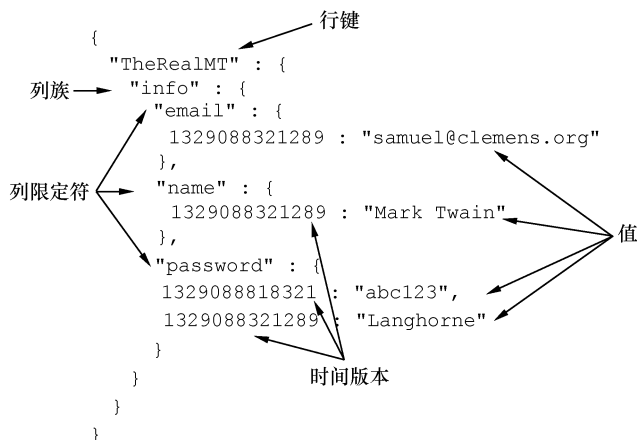 行键
{
"TheRealMT" : {
列族
"info" : {
"email" : {
1329088321289 : "samuel@clemens.org"
},
列限定符
"name" : {
1329088321289 : "Mark Twain"
值
},
"password" : {
1329088818321 : "abc123",
1329088321289 : "Langhorne"
}
时间版本
}
}
}